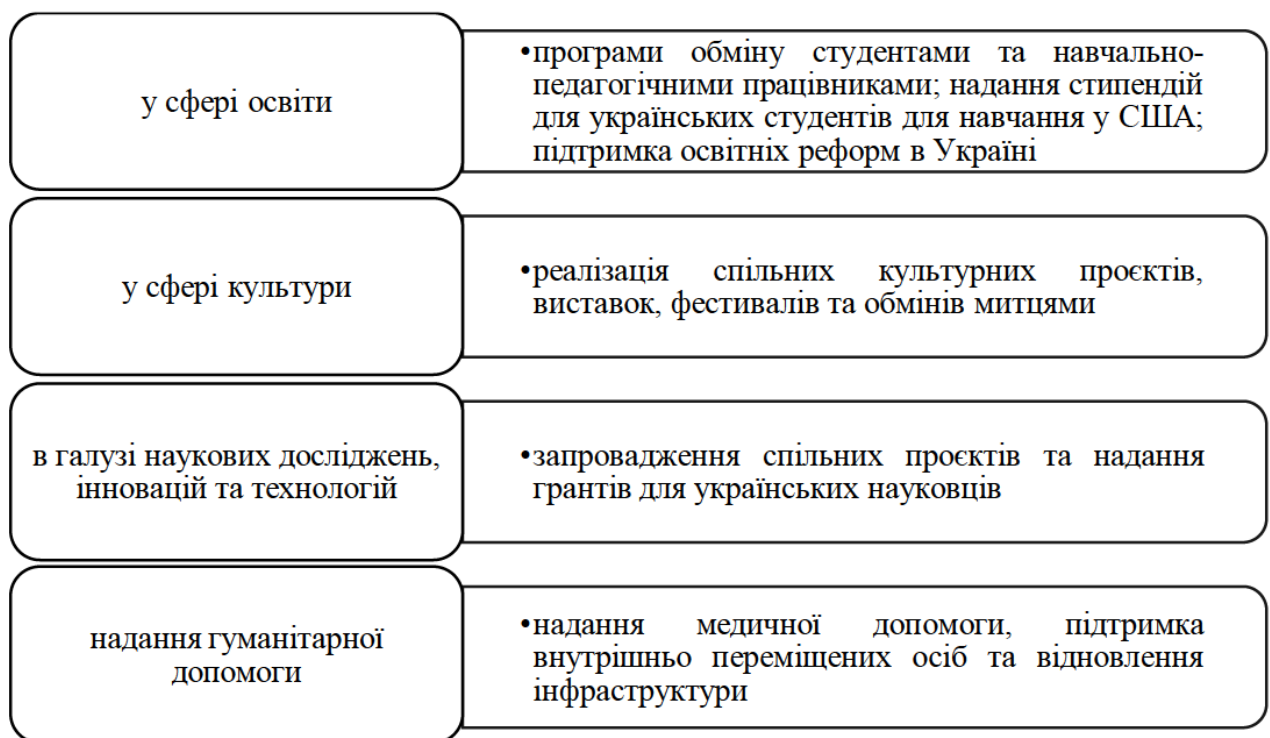 у сфері освіти
•програми обміну студентами та навчально-
педагогічними працівниками; надання стипендій
для українських студентів для навчання у США;
підтримка освітніх реформ в Україні
у сфері культури
•реалізація спільних культурних проєктів,
виставок, фестивалів та обмінів митцями
в галузі наукових досліджень,
інновацій та технологій
•запровадження спільних проєктів та надання
грантів для українських науковців
надання гуманітарної
допомоги
•надання медичної допомоги, підтримка
внутрішньо переміщених осіб та відновлення
інфраструктури